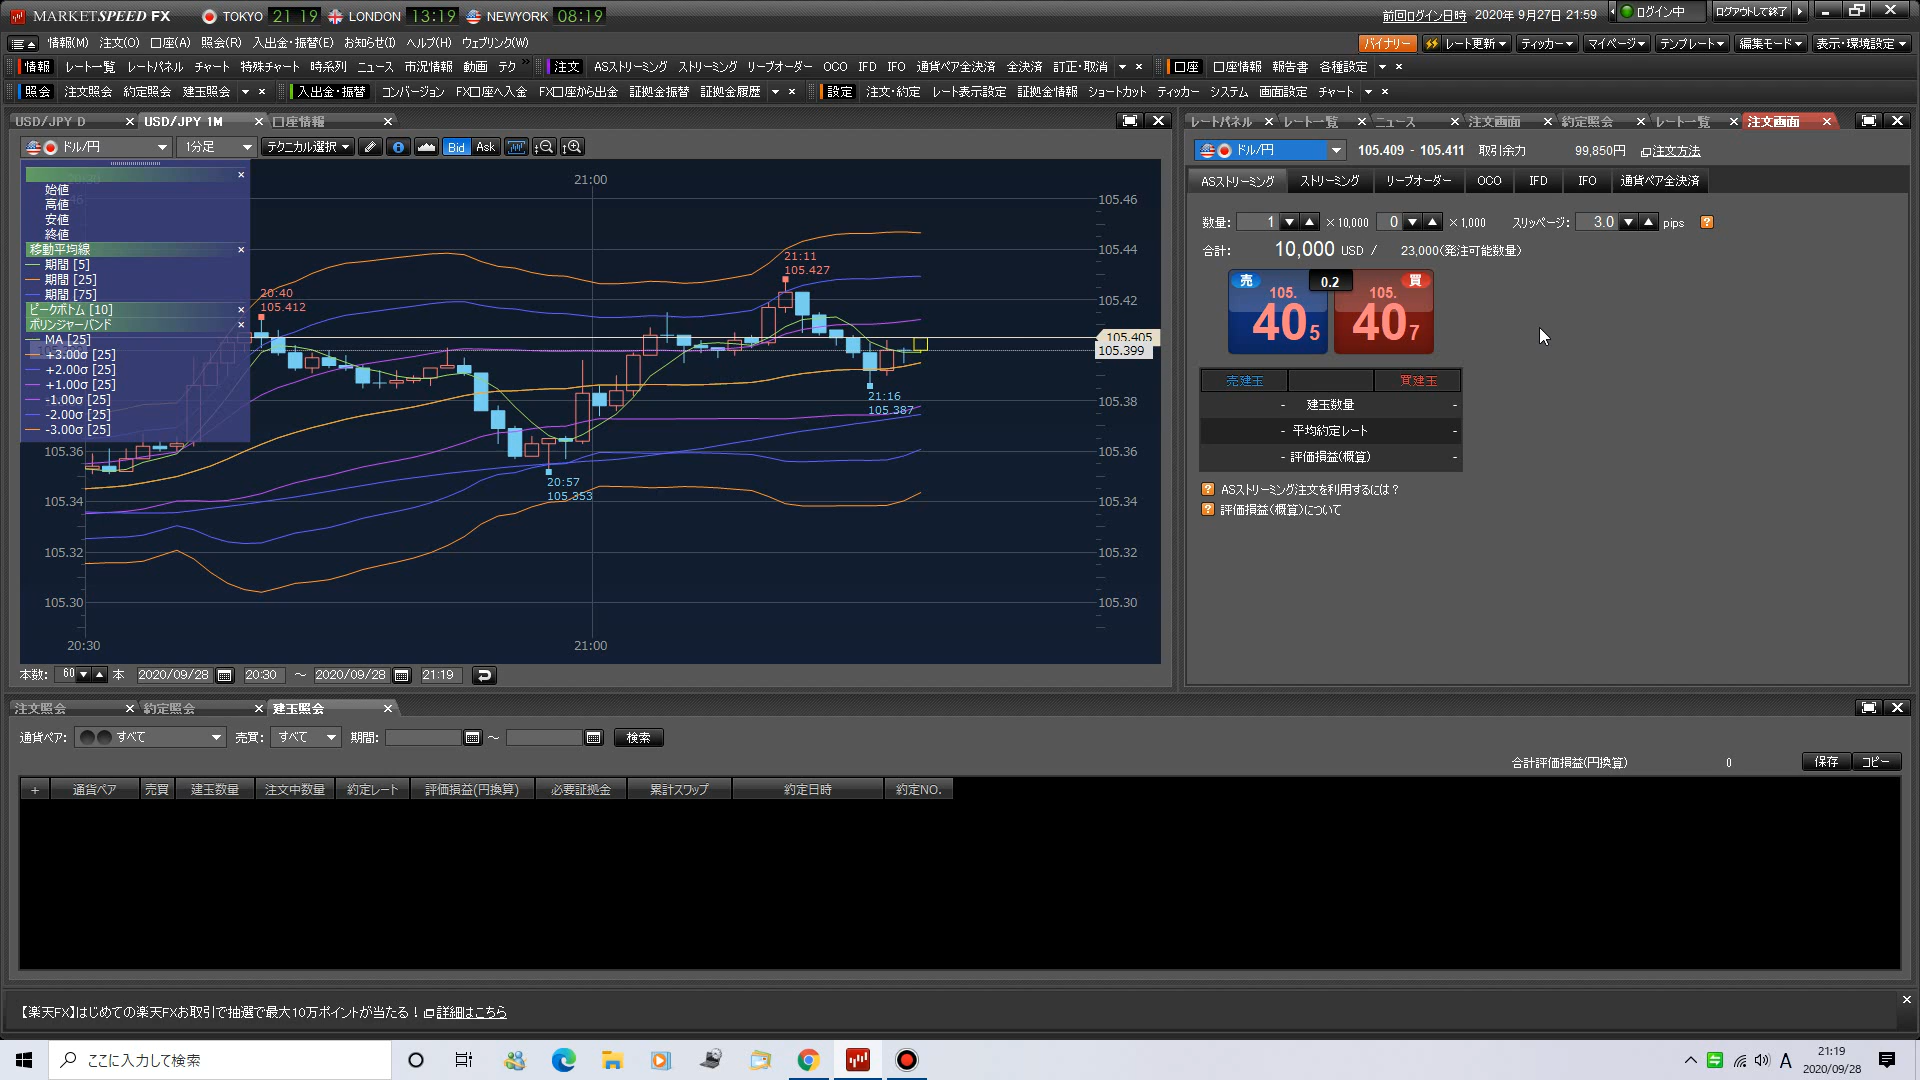 MARKETSPEED FX TOKYO 21 19 LONDON 13:19 NEWYORK 08:19 前回ログイン日時 2020年 9月27日 21:59 ログイン中 ログアウトして終了
情報(M) 注文(O) 口座(A) 照会(R) 入出金・振替(E) お知らせ(I) ヘルプ(H) ウェブリンク(W) バイナリー レート更新 ティッカー マイページ テンプレート 編集モード 表示・環境設定
情報 レート一覧 レートパネル チャート 特殊チャート 時系列 ニュース 市況情報 動画 テク 注文 ASストリーミング ストリーミング リーブオーダー OCO IFD IFO 通貨ペア全決済 全決済 訂正・取消 口座 口座情報 報告書 各種設定
照会 注文照会 約定照会 建玉照会 入出金・振替 コンバージョン FX口座へ入金 FX口座から出金 証拠金振替 証拠金履歴 設定 注文・約定 レート表示設定 証拠金情報 ショートカット ティッカー システム 画面設定 チャート
USD/JPY D USD/JPY 1M 口座情報
ドル/円 1分足 テクニカル選択 Bid Ask
始値
高値
安値
終値
移動平均線
期間 [5]
期間 [25]
期間 [75]
ピークボトム [10]
ボリンジャーバンド
MA [25]
+3.00σ [25]
+2.00σ [25]
+1.00σ [25]
-1.00σ [25]
-2.00σ [25]
-3.00σ [25]
21:00
20:40
105.412
21:11
105.427
20:57
105.353
21:16
105.387
105.46
105.44
105.42
105.405
105.399
105.38
105.36
105.34
105.32
105.30
105.36
105.34
105.32
105.30
20:30 21:00
本数: 60 本 2020/09/28 20:30 ～ 2020/09/28 21:19
レートパネル レート一覧 ニュース 注文画面 約定照会 レート一覧 注文画面
ドル/円 105.409 - 105.411 取引余力 99,850円 注文方法
ASストリーミング ストリーミング リーブオーダー OCO IFD IFO 通貨ペア全決済
数量: 1 ×10,000 0 ×1,000 スリッページ: 3.0 pips
合計: 10,000 USD / 23,000(発注可能数量)
売 0.2 買
105. 105.
40 5 40 7
売建玉 買建玉
- 建玉数量 -
- 平均約定レート -
- 評価損益(概算) -
ASストリーミング注文を利用するには？
評価損益(概算)について
注文照会 約定照会 建玉照会
通貨ペア: すべて 売買: すべて 期間: ～ 検索
合計評価損益(円換算) 0 保存 コピー
+ 通貨ペア 売買 建玉数量 注文中数量 約定レート 評価損益(円換算) 必要証拠金 累計スワップ 約定日時 約定NO.
【楽天FX】はじめての楽天FXお取引で抽選で最大10万ポイントが当たる！ 詳細はこちら
ここに入力して検索 A 21:19
2020/09/28